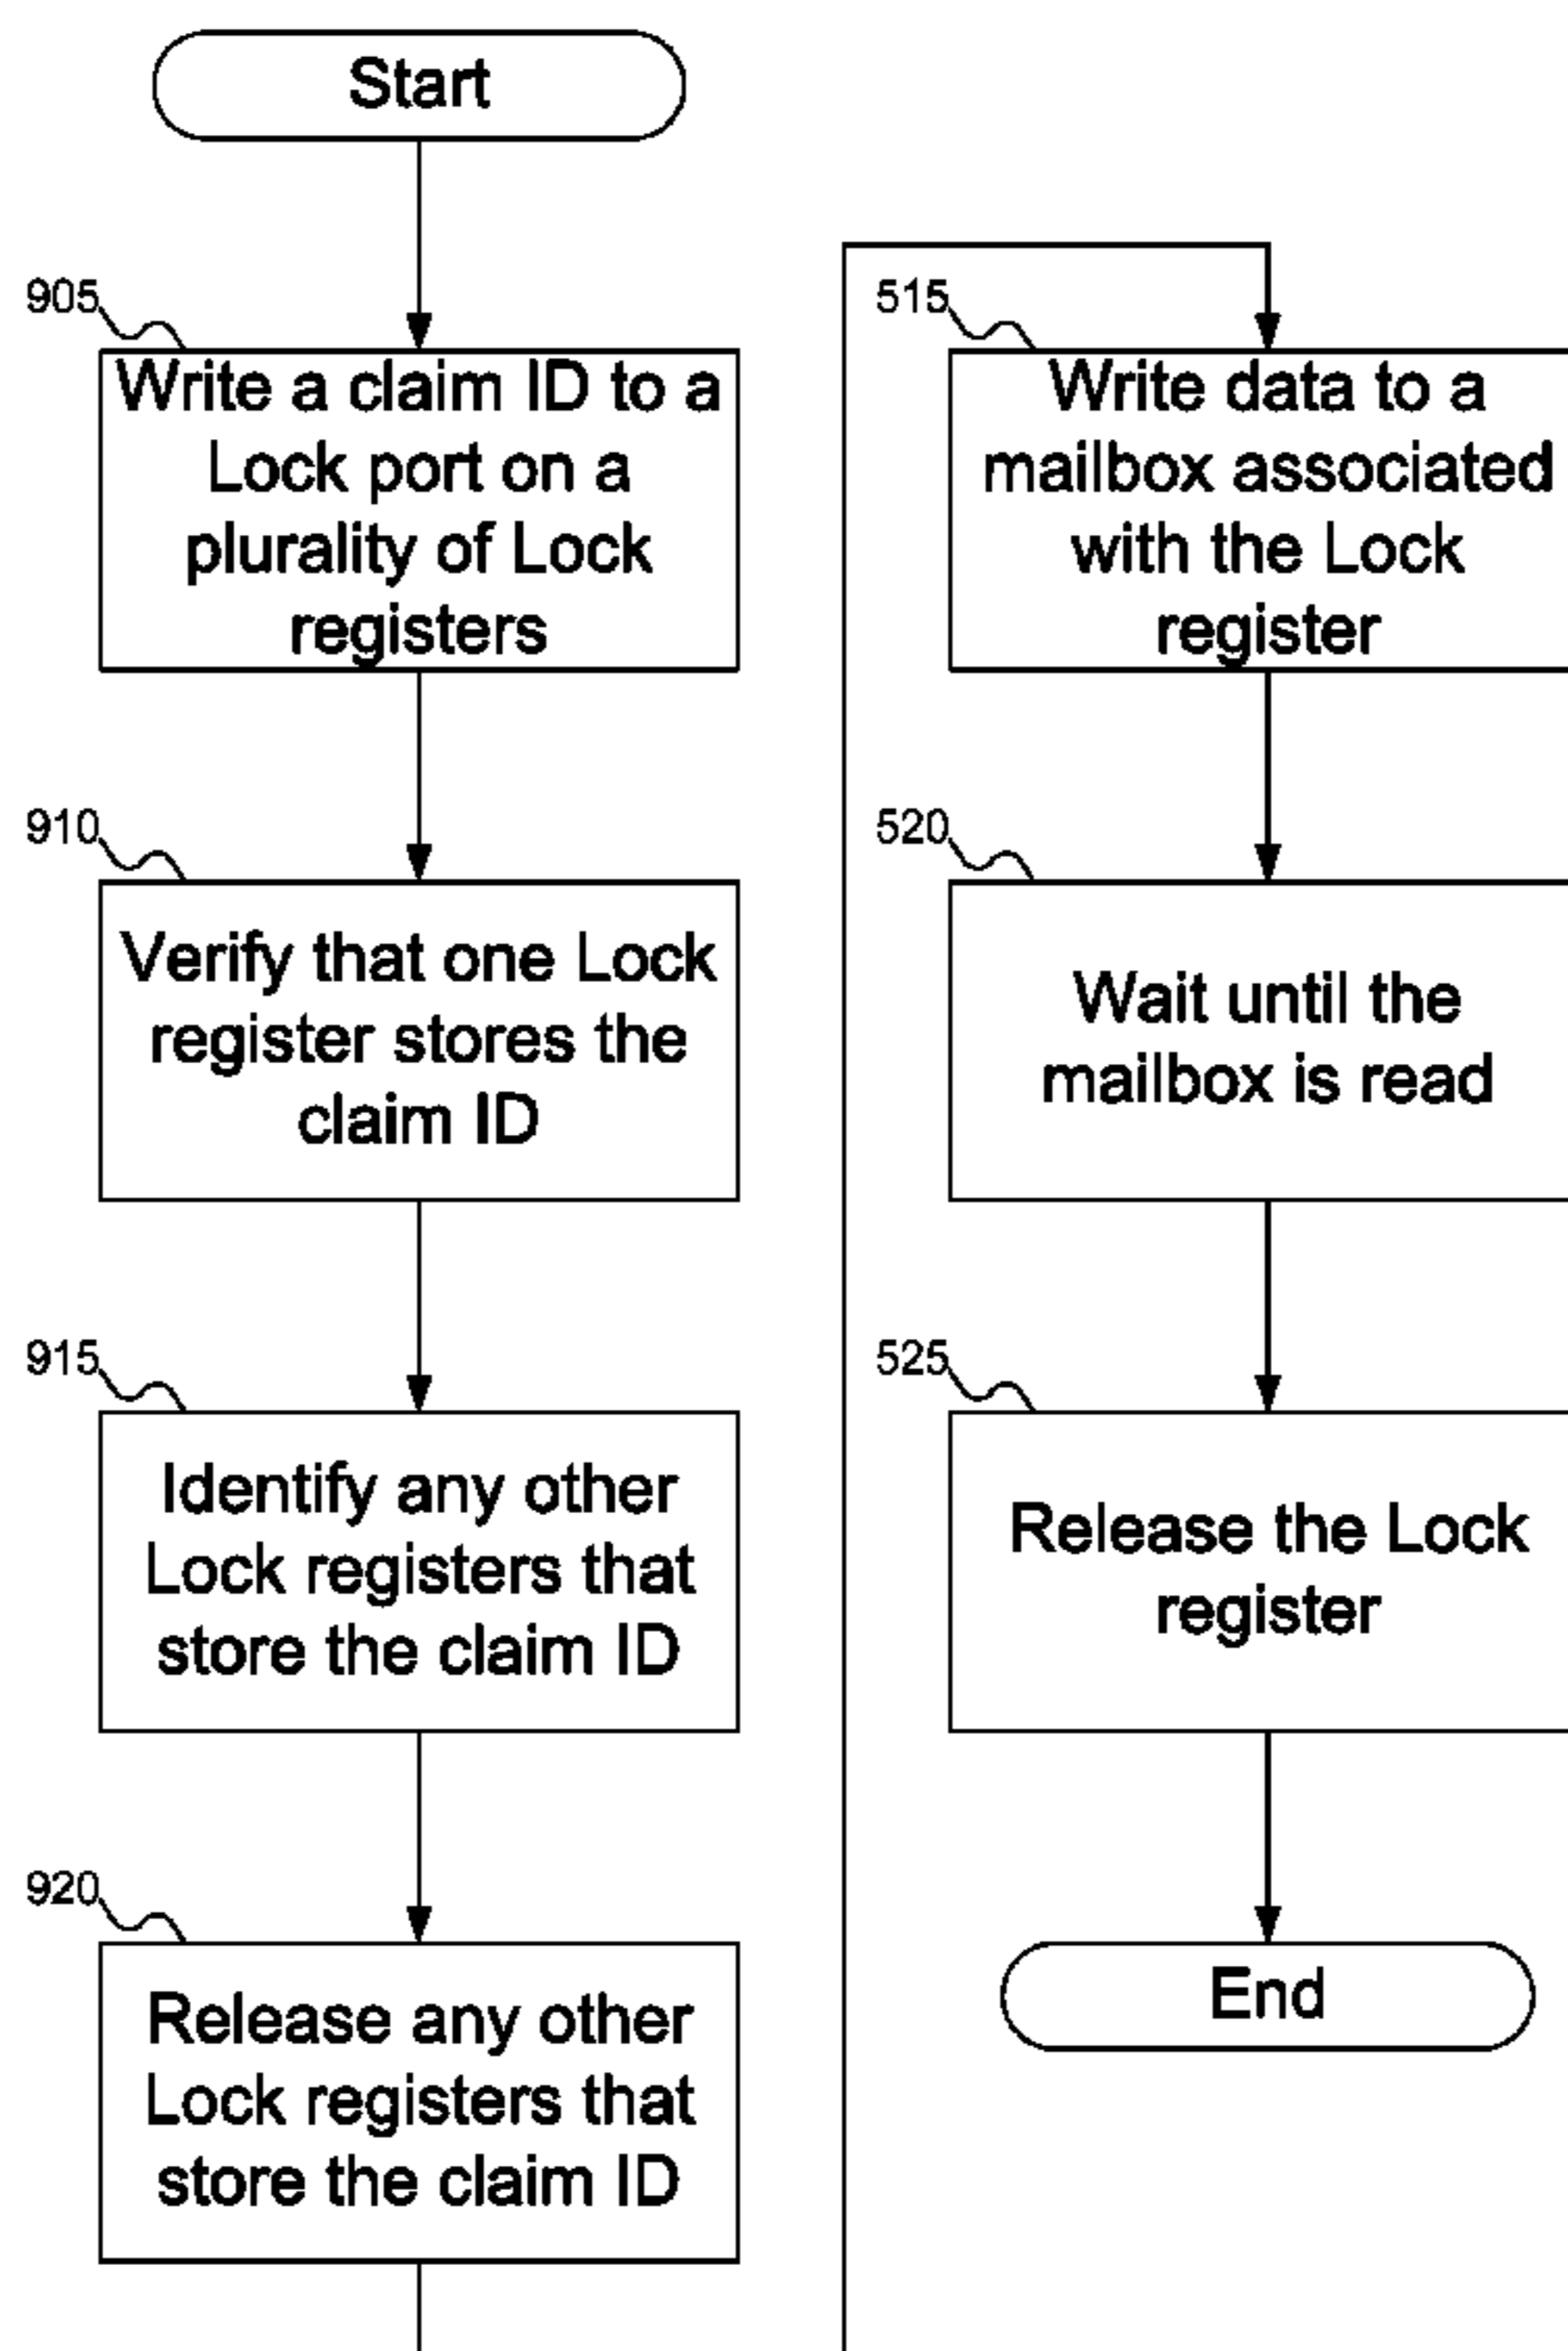 Start
905
Write a claim ID to a
Lock port on a
plurality of Lock
registers
910
Verify that one Lock
register stores the
claim ID
915
Identify any other
Lock registers that
store the claim ID
920
Release any other
Lock registers that
store the claim ID
515
Write data to a
mailbox associated
with the Lock
register
520
Wait until the
mailbox is read
525
Release the Lock
register
End